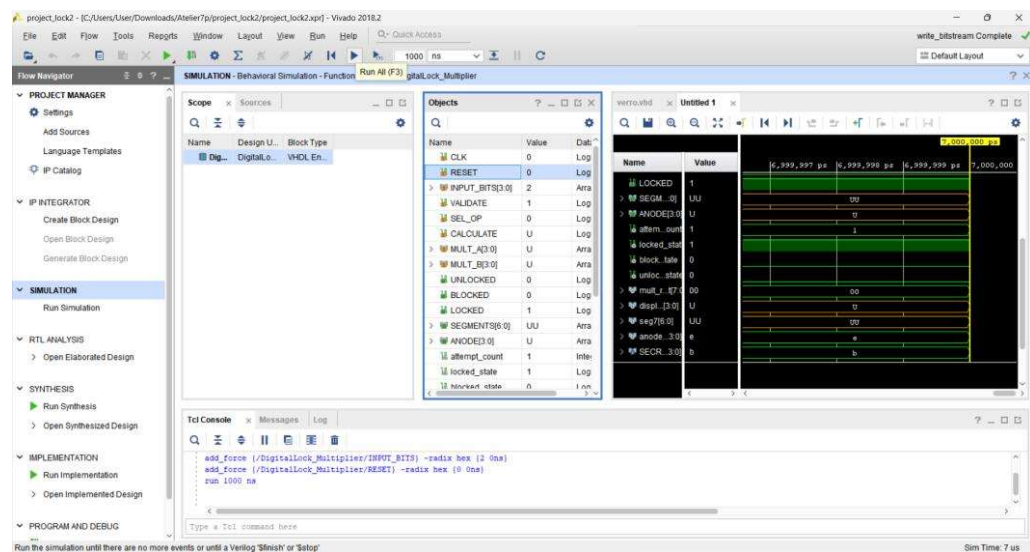 project_lock2 - [C:/Users/User/Downloads/Atelier7p/project_lock2/project_lock2.xpr] - Vivado 2018.2
File Edit Flow Tools Reports Window Layout View Run Help Q- Quick Access
write_bitstream Complete
1000 ns
Default Layout
Run All (F3)
Flow Navigator
SIMULATION - Behavioral Simulation - Function
italLock_Multiplier
PROJECT MANAGER
Settings
Add Sources
Language Templates
IP Catalog
IP INTEGRATOR
Create Block Design
Open Block Design
Generate Block Design
SIMULATION
Run Simulation
RTL ANALYSIS
Open Elaborated Design
SYNTHESIS
Run Synthesis
Open Synthesized Design
IMPLEMENTATION
Run Implementation
Open Implemented Design
PROGRAM AND DEBUG
Scope Sources
Name Design U... Block Type
Dig... DigitalLo... VHDL En...
Objects
Name Value Data
CLK 0 Log
RESET 0 Log
INPUT_BITS[3:0] 2 Arra
VALIDATE 1 Log
SEL_OP 0 Log
CALCULATE U Log
MULT_A[3:0] U Arra
MULT_B[3:0] U Arra
UNLOCKED 0 Log
BLOCKED 0 Log
LOCKED 1 Log
SEGMENTS[6:0] UU Arra
ANODE[3:0] U Arra
attempt_count 1 Inte
locked_state 1 Log
blocked_state 0 Log
verro.vhd Untitled 1
7,000,000 ps
Name Value 6,999,997 ps 6,999,998 ps 6,999,999 ps 7,000,000
LOCKED 1
SEGM...:0] UU UU
ANODE[3:0] U U
attem...ount 1 1
locked_stat 1
block...tate 0
unloc...state 0
mult_r...t[7:0 00 00
displ...[3:0] U U
seg7[6:0] UU UU
anode...3:0] e e
SECR...3:0] b b
Tcl Console Messages Log
add_force {/DigitalLock_Multiplier/INPUT_BITS} -radix hex {2 0ns}
add_force {/DigitalLock_Multiplier/RESET} -radix hex {0 0ns}
run 1000 ns
Type a Tcl command here
Run the simulation until there are no more events or until a Verilog '$finish' or '$stop'
Sim Time: 7 us